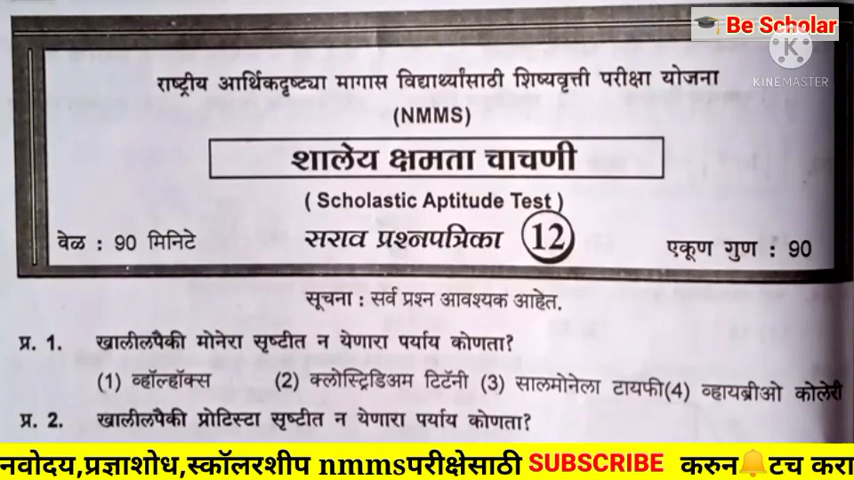 🎓 Be Scholar
K
KINEMASTER
राष्ट्रीय आर्थिकदृष्ट्या मागास विद्यार्थ्यांसाठी शिष्यवृत्ती परीक्षा योजना
(NMMS)
शालेय क्षमता चाचणी
( Scholastic Aptitude Test )
वेळ : 90 मिनिटे सराव प्रश्नपत्रिका 12 एकूण गुण : 90
सूचना : सर्व प्रश्न आवश्यक आहेत.
प्र. 1. खालीलपैकी मोनेरा सृष्टीत न येणारा पर्याय कोणता?
(1) व्हॉल्हॉक्स (2) क्लोस्ट्रिडिअम टिटॅनी (3) सालमोनेला टायफी(4) व्हायब्रीओ कोलेरी
प्र. 2. खालीलपैकी प्रोटिस्टा सृष्टीत न येणारा पर्याय कोणता?
नवोदय,प्रज्ञाशोध,स्कॉलरशीप nmmsपरीक्षेसाठी SUBSCRIBE करुन🔔टच करा